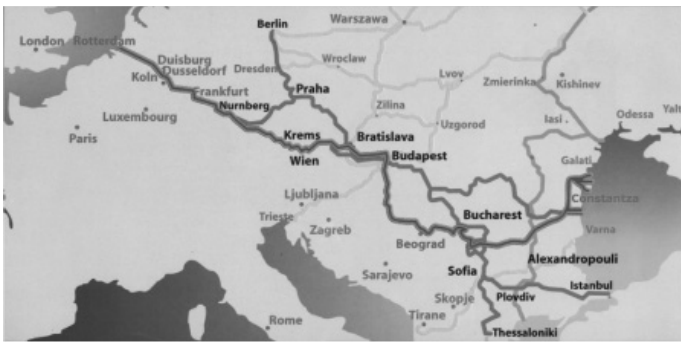 Berlin
Warszawa
London
Rotterdam
Duisburg
Dusseldorf
Koln
Dresden
Wroclaw
Lvov
Zmierinka
Kishinev
Frankfurt
Praha
Nurnberg
Luxembourg
Zilina
Uzgorod
Iasi
Odessa
Yalt
Paris
Krems
Bratislava
Wien
Budapest
Galati
Ljubljana
Trieste
Zagreb
Bucharest
Constantza
Varna
Beograd
Sarajevo
Sofia
Alexandropouli
Skopje
Plovdiv
Istanbul
Rome
Tirane
Thessaloniki